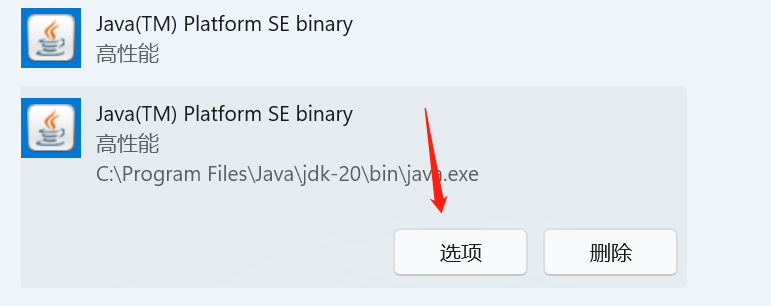 Java(TM) Platform SE binary
高性能
Java(TM) Platform SE binary
高性能
C:\Program Files\Java\jdk-20\bin\java.exe
选项
删除